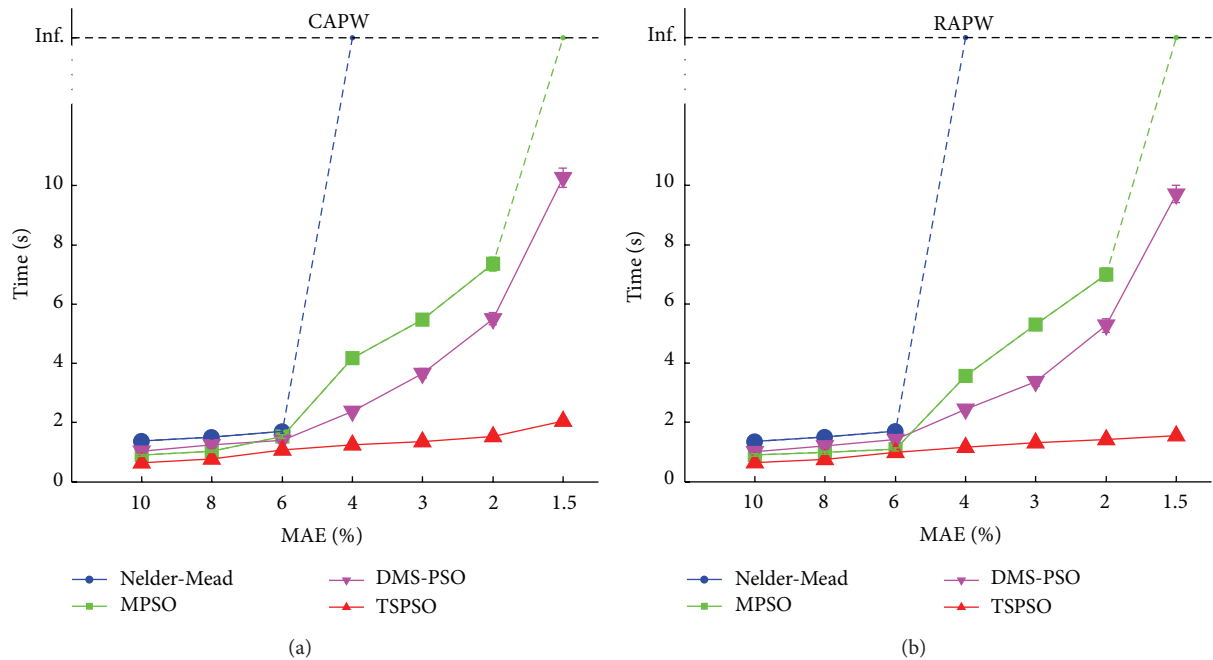 CAPW
Inf.
10
8
6
4
2
0
Time (s)
10 8 6 4 3 2 1.5
MAE (%)
Nelder-Mead
MPSO
DMS-PSO
TSPSO
(a)
RAPW
Inf.
10
8
6
4
2
0
Time (s)
10 8 6 4 3 2 1.5
MAE (%)
Nelder-Mead
MPSO
DMS-PSO
TSPSO
(b)